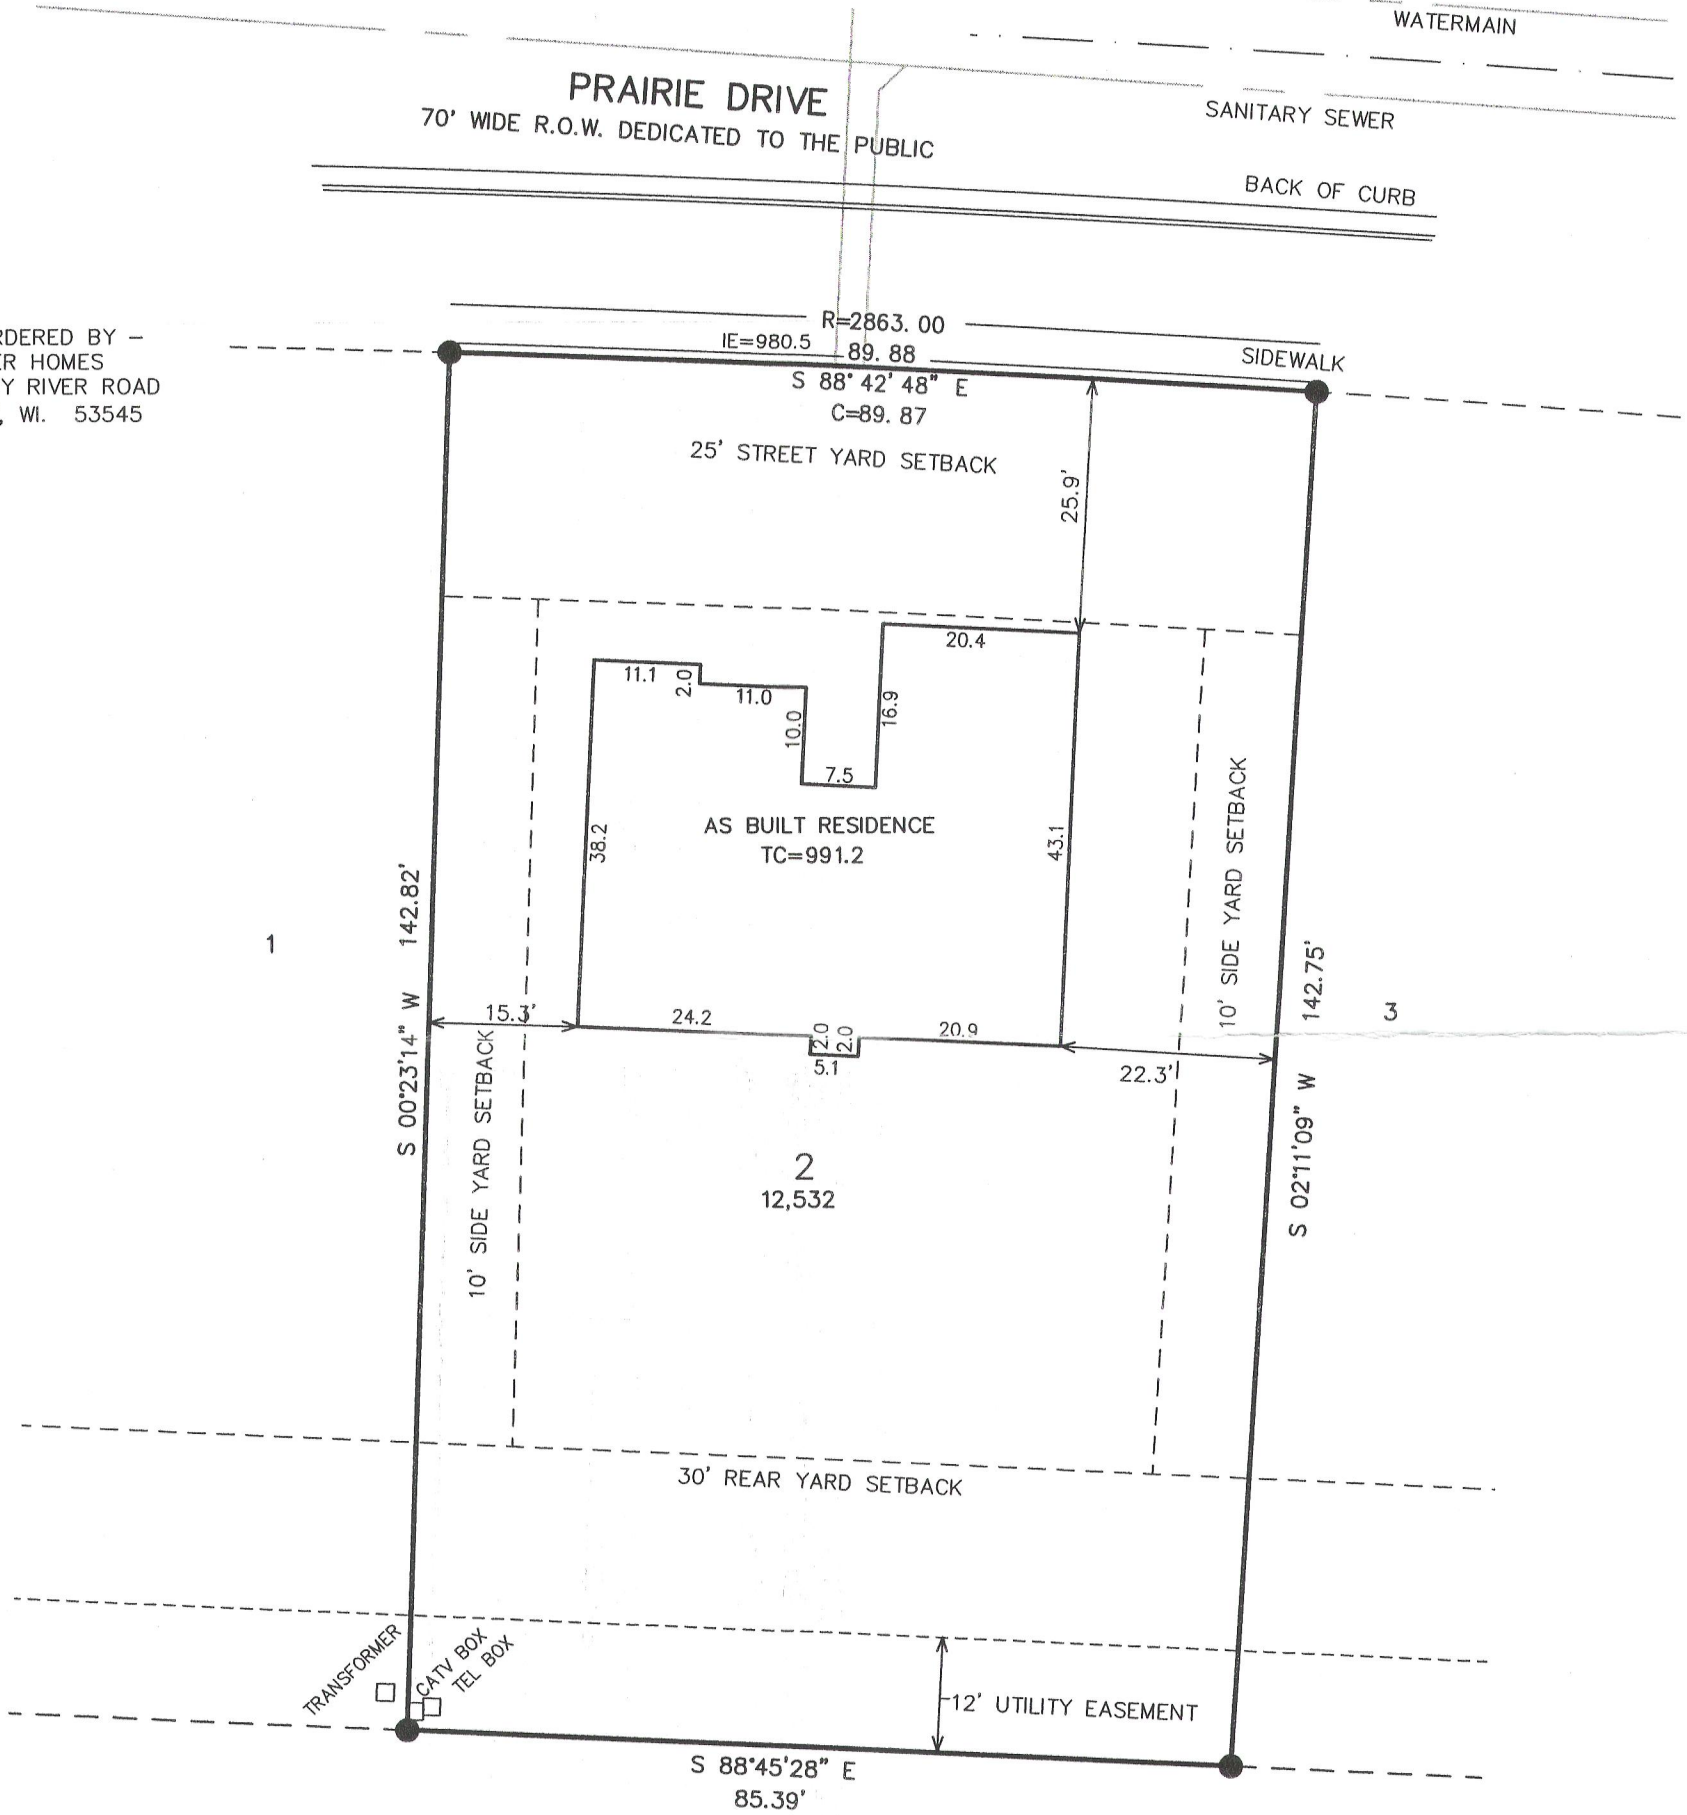 WATERMAIN
PRAIRIE DRIVE
70' WIDE R.O.W. DEDICATED TO THE PUBLIC
SANITARY SEWER
BACK OF CURB
R=2863.00
IE=980.5
89.88
SIDEWALK
S 88°42'48" E
C=89.87
25' STREET YARD SETBACK
25.9'
BY –
HOMES
RIVER ROAD
, WI. 53545
20.4
11.1
2.0
11.0
10.0
16.9
7.5
AS BUILT RESIDENCE
TC=991.2
38.2
43.1
10' SIDE YARD SETBACK
S 00°23'14" W 142.82'
1
142.75'
3
15.3'
24.2
2.0
2.0
20.9
5.1
22.3'
10' SIDE YARD SETBACK
S 02°11'09" W
2
12,532
30' REAR YARD SETBACK
TRANSFORMER
CATV BOX
TEL BOX
12' UTILITY EASEMENT
S 88°45'28" E
85.39'